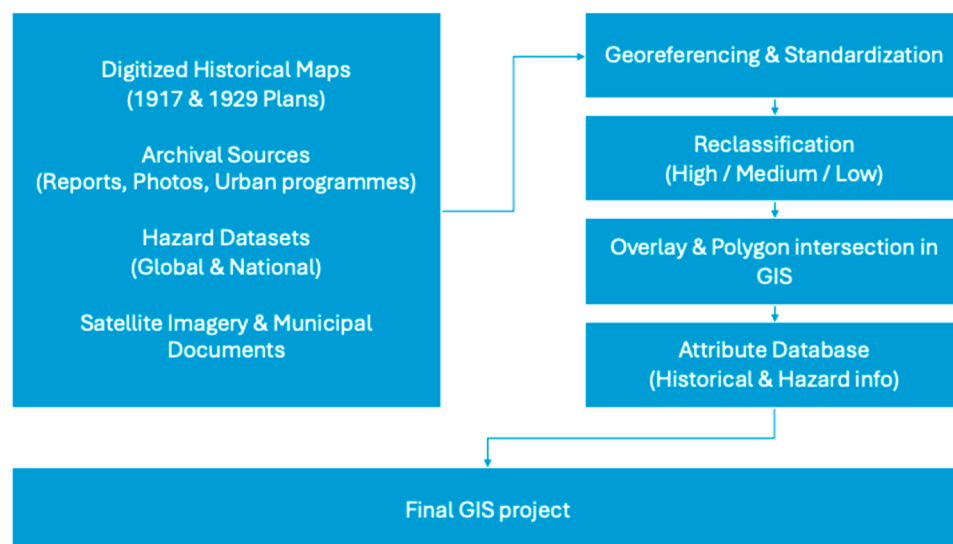 Digitized Historical Maps
(1917 & 1929 Plans)
Archival Sources
(Reports, Photos, Urban programmes)
Hazard Datasets
(Global & National)
Satellite Imagery & Municipal
Documents
Georeferencing & Standardization
Reclassification
(High / Medium / Low)
Overlay & Polygon intersection in
GIS
Attribute Database
(Historical & Hazard info)
Final GIS project